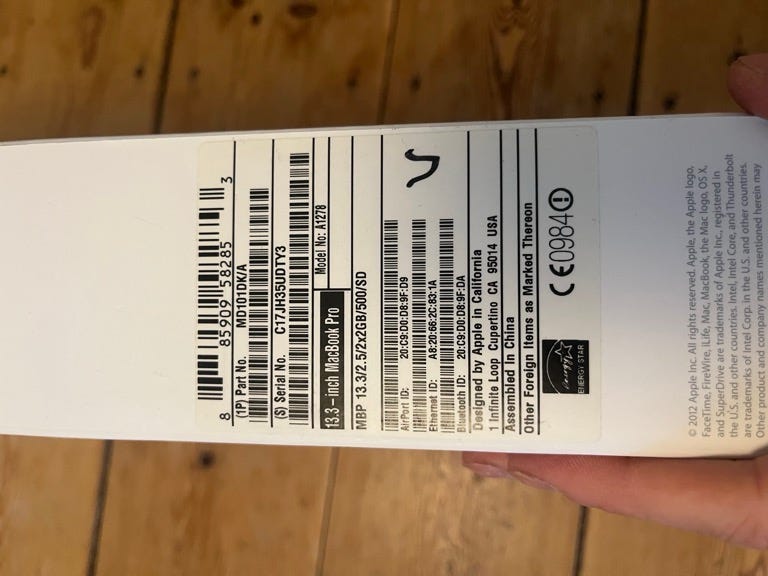 8 85909 58285 3
(1P) Part No. MD101DK/A
(S) Serial No. C17JH35UDTY3
13.3-inch MacBook Pro Model No: A1278
MBP 13.3/2.5/2x2GB/500/SD
AirPort ID: 20:C9:D0:D8:9F:D9
Ethernet ID: A8:20:66:2C:83:1A
Bluetooth ID: 20:C9:D0:D8:9F:DA
Designed by Apple in California
1 Infinite Loop Cupertino CA 95014 USA
Assembled In China
Other Foreign Items as Marked Thereon
energy
ENERGY STAR
CE0984
© 2012 Apple Inc. All rights reserved. Apple, the Apple logo,
FaceTime, FireWire, iLife, Mac, MacBook, the Mac logo, OS X,
and SuperDrive are trademarks of Apple Inc., registered in
the U.S. and other countries. Intel, Intel Core, and Thunderbolt
are trademarks of Intel Corp. in the U.S. and other countries.
Other product and company names mentioned herein may